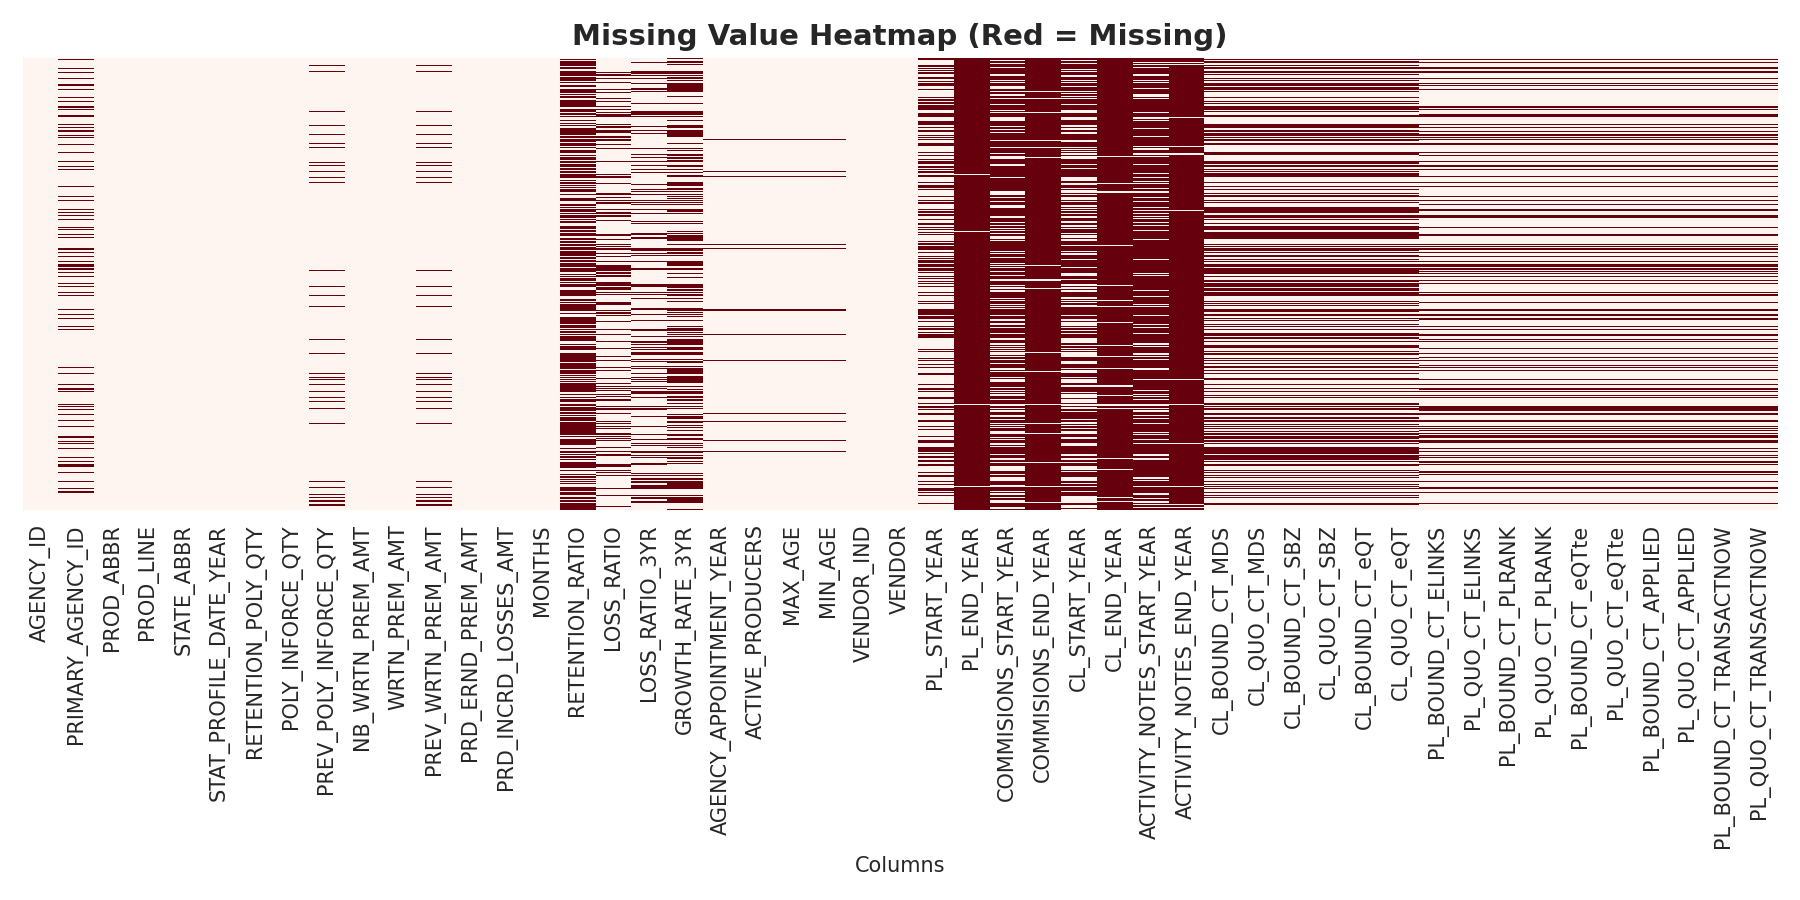 Missing Value Heatmap (Red = Missing)
AGENCY_ID
PRIMARY_AGENCY_ID
PROD_ABBR
PROD_LINE
STATE_ABBR
STAT_PROFILE_DATE_YEAR
RETENTION_POLY_QTY
POLY_INFORCE_QTY
PREV_POLY_INFORCE_QTY
NB_WRTN_PREM_AMT
WRTN_PREM_AMT
PREV_WRTN_PREM_AMT
PRD_ERND_PREM_AMT
PRD_INCRD_LOSSES_AMT
MONTHS
RETENTION_RATIO
LOSS_RATIO
LOSS_RATIO_3YR
GROWTH_RATE_3YR
AGENCY_APPOINTMENT_YEAR
ACTIVE_PRODUCERS
MAX_AGE
MIN_AGE
VENDOR_IND
VENDOR
PL_START_YEAR
PL_END_YEAR
COMMISIONS_START_YEAR
COMMISIONS_END_YEAR
CL_START_YEAR
CL_END_YEAR
ACTIVITY_NOTES_START_YEAR
ACTIVITY_NOTES_END_YEAR
CL_BOUND_CT_MDS
CL_QUO_CT_MDS
CL_BOUND_CT_SBZ
CL_QUO_CT_SBZ
CL_BOUND_CT_eQT
CL_QUO_CT_eQT
PL_BOUND_CT_ELINKS
PL_QUO_CT_ELINKS
PL_BOUND_CT_PLRANK
PL_QUO_CT_PLRANK
PL_BOUND_CT_eQTte
PL_QUO_CT_eQTte
PL_BOUND_CT_APPLIED
PL_QUO_CT_APPLIED
PL_BOUND_CT_TRANSACTNOW
PL_QUO_CT_TRANSACTNOW
Columns